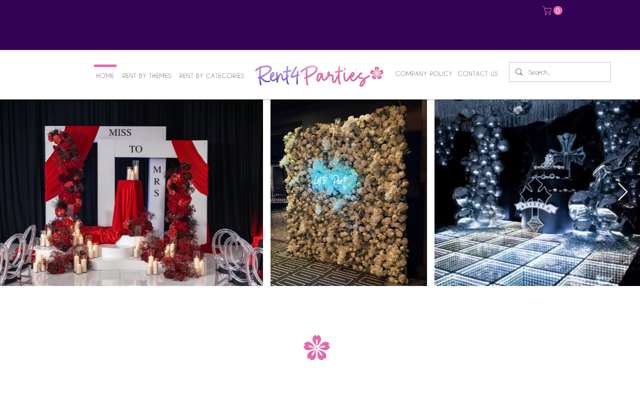 0
HOME
RENT BY THEMES
RENT BY CATEGORIES
Rent4Parties
COMPANY POLICY
CONTACT US
Search...
MISS
TO
MRS